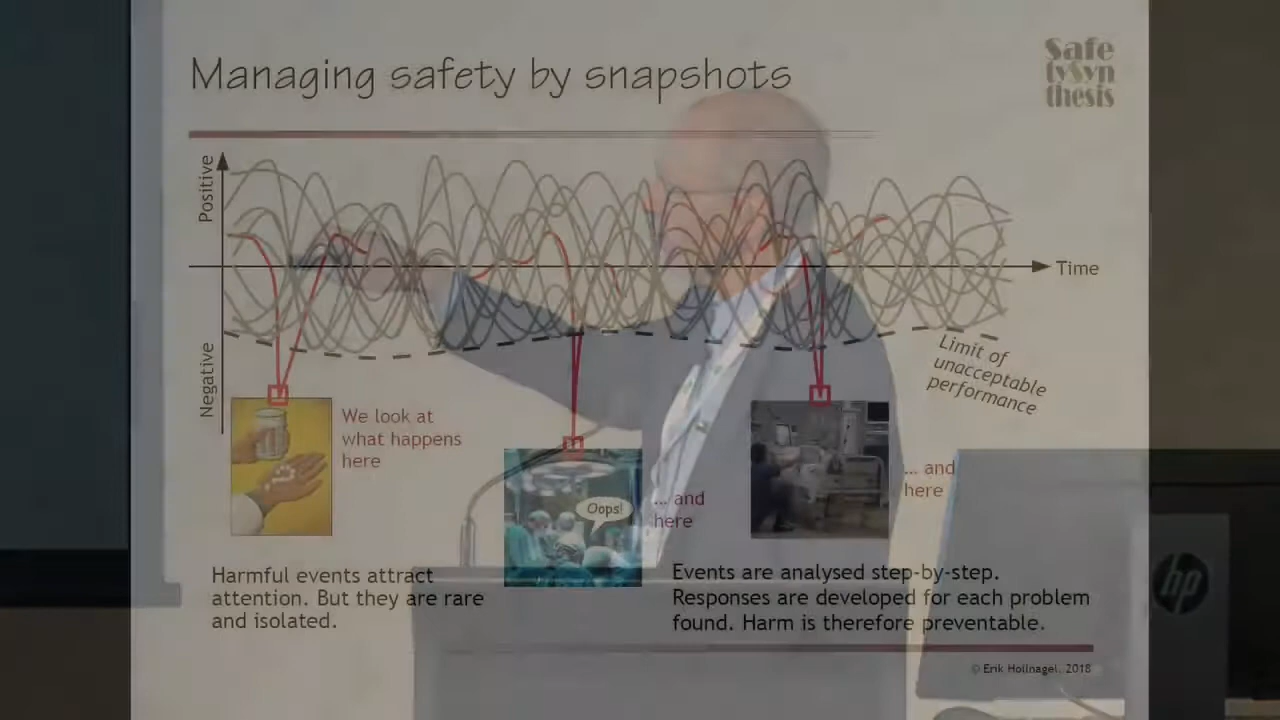 Managing safety by snapshots
Safe
tySyn
thesis
Positive
Negative
Time
Limit of
unacceptable
performance
We look at
what happens
here
Oops!
... and
here
... and
here
Harmful events attract
attention. But they are rare
and isolated.
Events are analysed step-by-step.
Responses are developed for each problem
found. Harm is therefore preventable.
© Erik Hollnagel, 2018
hp